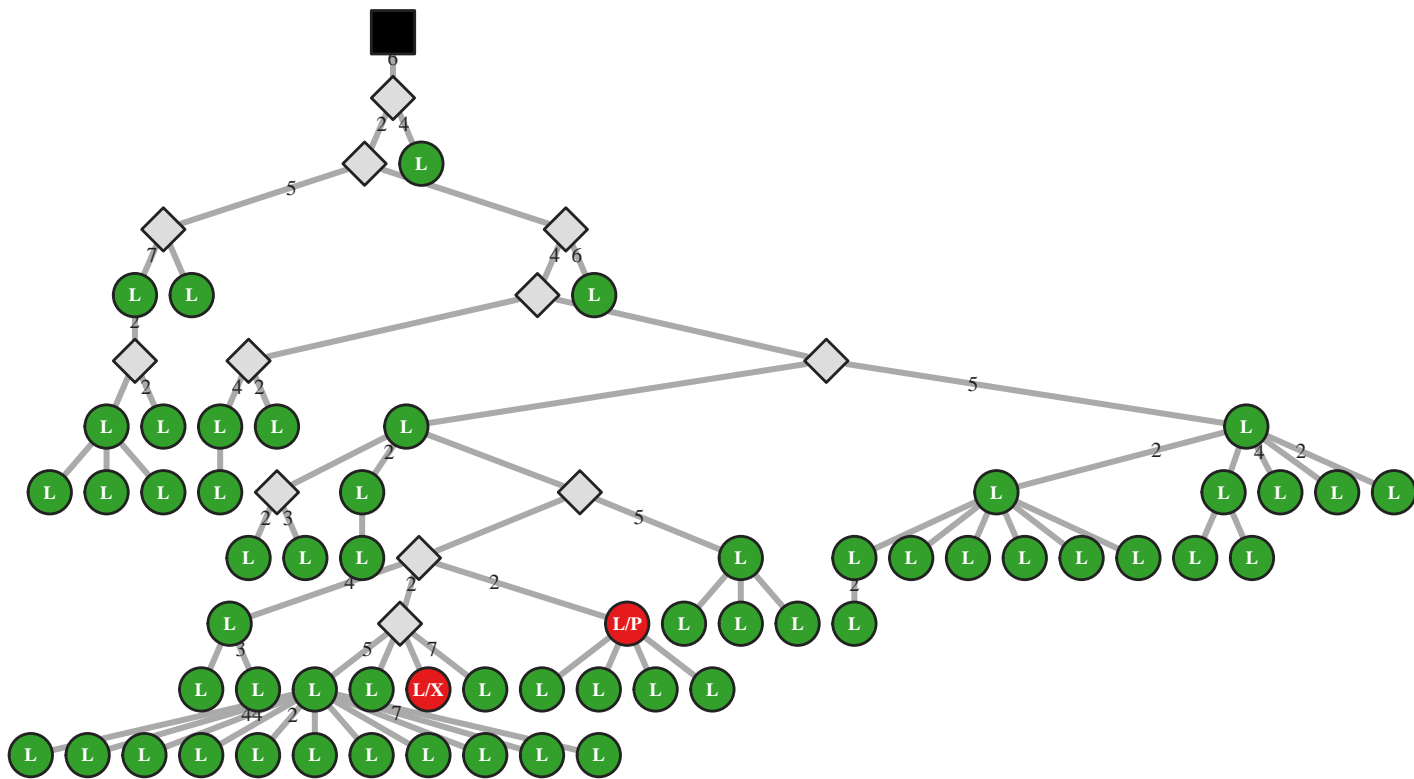 6
2 4
L
5
7 4 6
L L L
2
2 4 2 5
L L L L L L
2 2 4 2
L L L L L L L L L
2 3 5
L L L L L L L L L L L L L
4 2 2 2
L L/P L L L L
3 5 7
L L L L L/X L L L L L
44 2 7
L L L L L L L L L L L